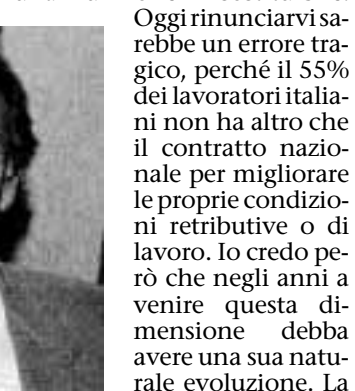 Oggi rinunciarvi sa-
rebbe un errore tra-
gico, perché il 55%
dei lavoratori italia-
ni non ha altro che
il contratto nazio-
nale per migliorare
le proprie condizio-
ni retributive o di
lavoro. Io credo pe-
rò che negli anni a
venire questa di-
mensione debba
avere una sua natu-
rale evoluzione. La